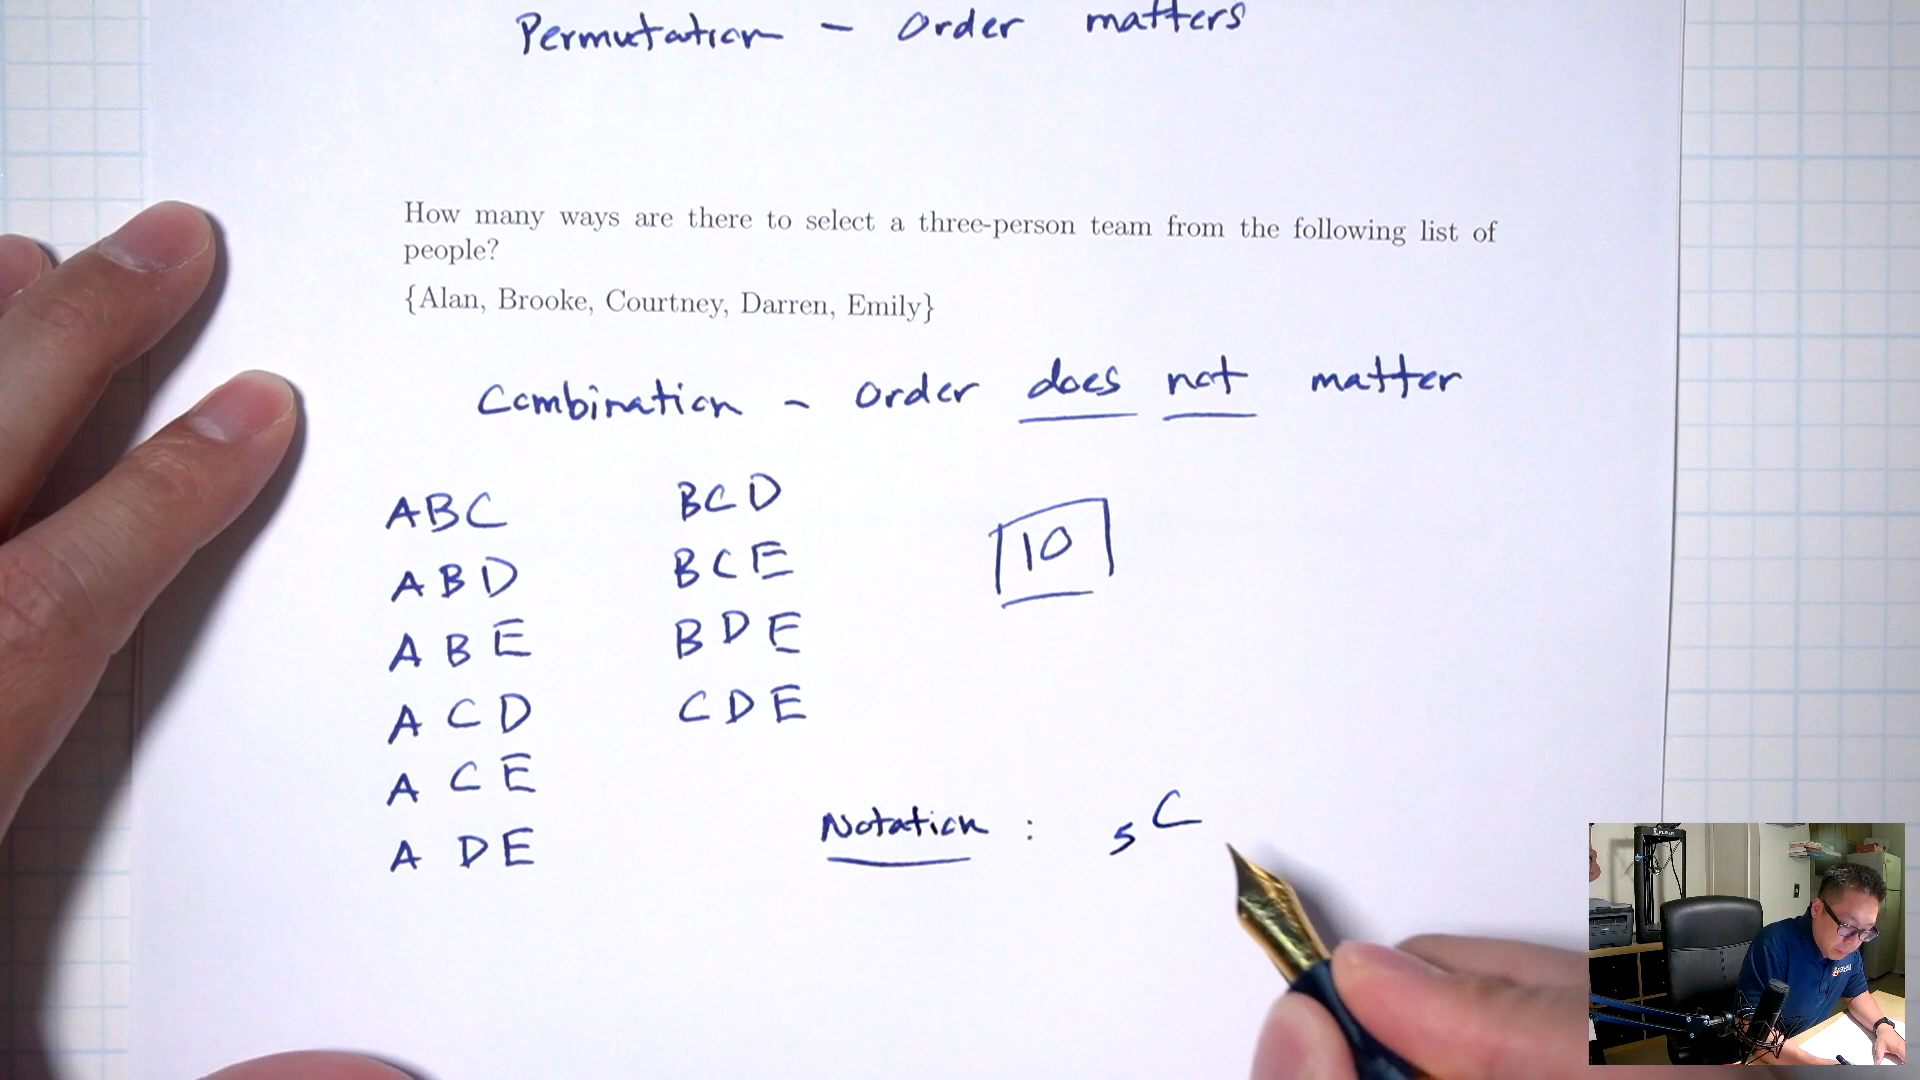 Permutation - Order matters
How many ways are there to select a three-person team from the following list of
people?
{Alan, Brooke, Courtney, Darren, Emily}
Combination - order does not matter
ABC
ABD
ABE
ACD
ACE
ADE
BCD
BCE
BDE
CDE
10
Notation : 5C